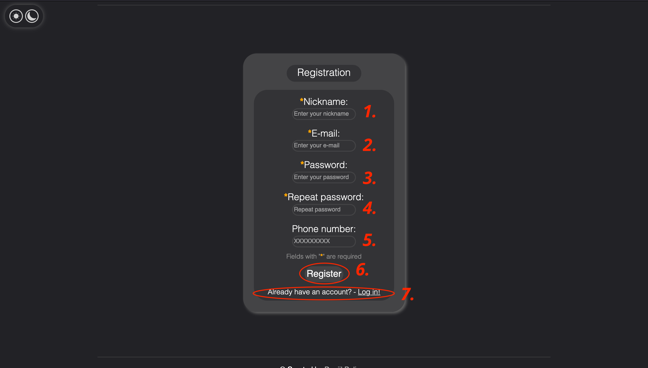 Registration
*Nickname:
Enter your nickname
1.
*E-mail:
Enter your e-mail
2.
*Password:
Enter your password
3.
*Repeat password:
Repeat password
4.
Phone number:
XXXXXXXXX
5.
Fields with "*" are required
Register
6.
Already have an account? - Log in!
7.